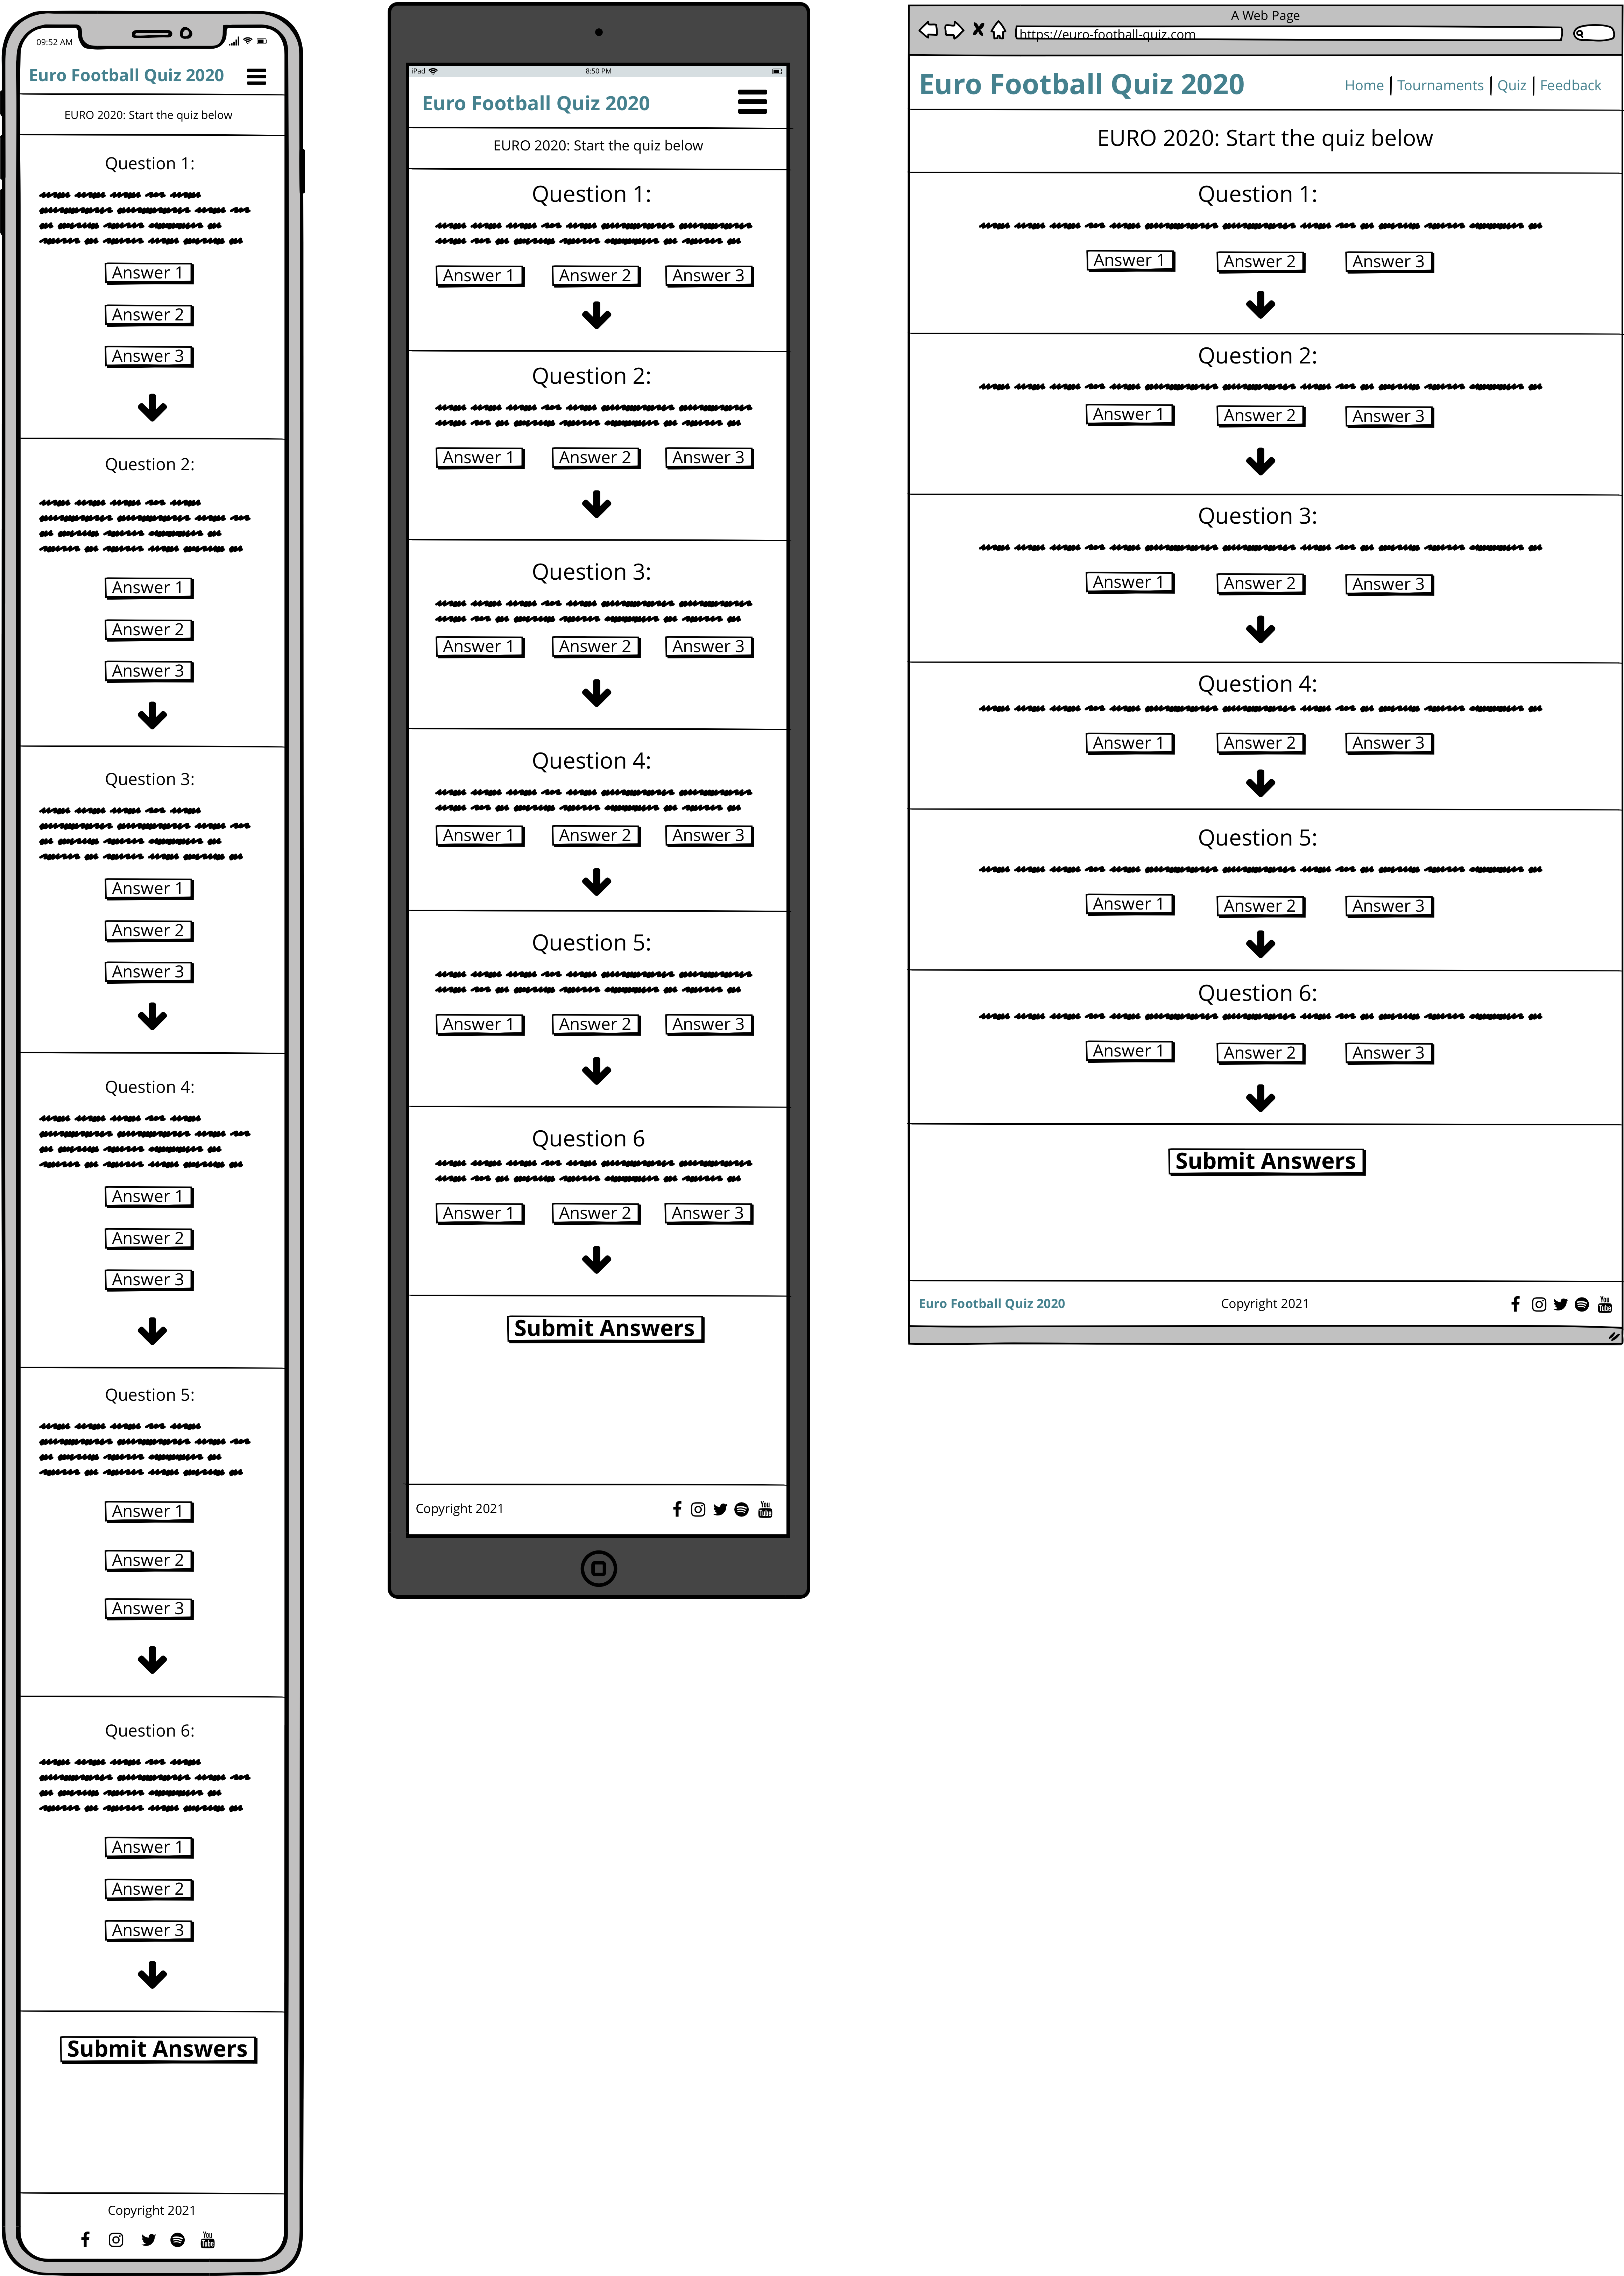 09:52 AM
Euro Football Quiz 2020
EURO 2020: Start the quiz below
Question 1:
Answer 1
Answer 2
Answer 3
Question 2:
Answer 1
Answer 2
Answer 3
Question 3:
Answer 1
Answer 2
Answer 3
Question 4:
Answer 1
Answer 2
Answer 3
Question 5:
Answer 1
Answer 2
Answer 3
Question 6:
Answer 1
Answer 2
Answer 3
Submit Answers
Copyright 2021
You
Tube
iPad 8:50 PM
Euro Football Quiz 2020
EURO 2020: Start the quiz below
Question 1:
Answer 1 Answer 2 Answer 3
Question 2:
Answer 1 Answer 2 Answer 3
Question 3:
Answer 1 Answer 2 Answer 3
Question 4:
Answer 1 Answer 2 Answer 3
Question 5:
Answer 1 Answer 2 Answer 3
Question 6
Answer 1 Answer 2 Answer 3
Submit Answers
Copyright 2021
You
Tube
A Web Page
https://euro-football-quiz.com
Euro Football Quiz 2020 Home | Tournaments | Quiz | Feedback
EURO 2020: Start the quiz below
Question 1:
Answer 1 Answer 2 Answer 3
Question 2:
Answer 1 Answer 2 Answer 3
Question 3:
Answer 1 Answer 2 Answer 3
Question 4:
Answer 1 Answer 2 Answer 3
Question 5:
Answer 1 Answer 2 Answer 3
Question 6:
Answer 1 Answer 2 Answer 3
Submit Answers
Euro Football Quiz 2020 Copyright 2021
You
Tube